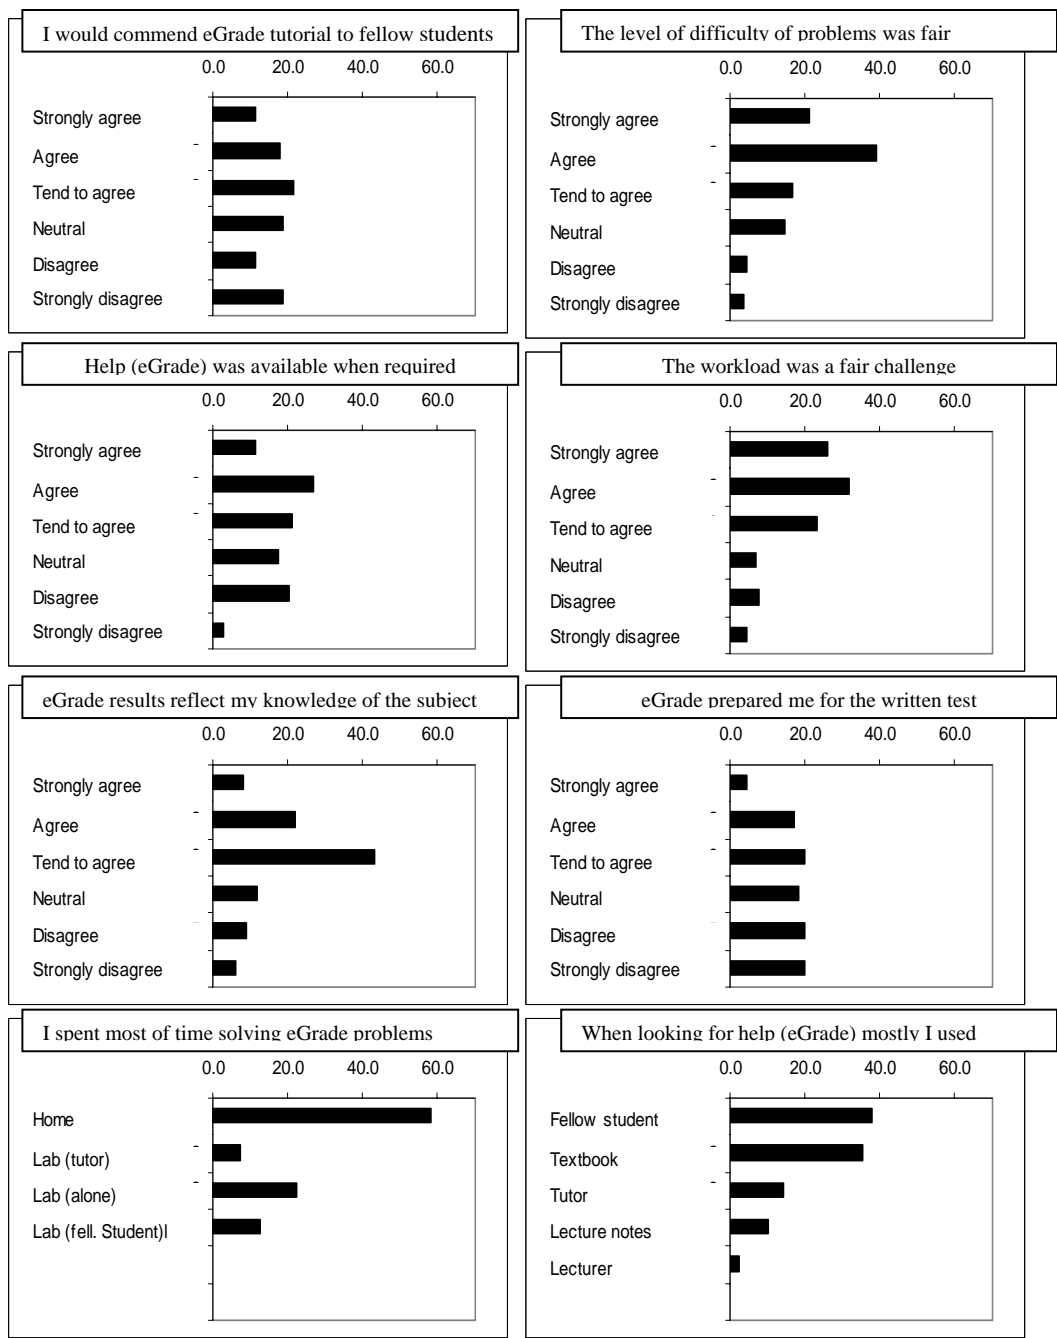 I would commend eGrade tutorial to fellow students
0.0 20.0 40.0 60.0
Strongly agree
Agree
Tend to agree
Neutral
Disagree
Strongly disagree
The level of difficulty of problems was fair
0.0 20.0 40.0 60.0
Strongly agree
Agree
Tend to agree
Neutral
Disagree
Strongly disagree
Help (eGrade) was available when required
0.0 20.0 40.0 60.0
Strongly agree
Agree
Tend to agree
Neutral
Disagree
Strongly disagree
The workload was a fair challenge
0.0 20.0 40.0 60.0
Strongly agree
Agree
Tend to agree
Neutral
Disagree
Strongly disagree
eGrade results reflect my knowledge of the subject
0.0 20.0 40.0 60.0
Strongly agree
Agree
Tend to agree
Neutral
Disagree
Strongly disagree
eGrade prepared me for the written test
0.0 20.0 40.0 60.0
Strongly agree
Agree
Tend to agree
Neutral
Disagree
Strongly disagree
I spent most of time solving eGrade problems
0.0 20.0 40.0 60.0
Home
Lab (tutor)
Lab (alone)
Lab (fell. Student)l
When looking for help (eGrade) mostly I used
0.0 20.0 40.0 60.0
Fellow student
Textbook
Tutor
Lecture notes
Lecturer